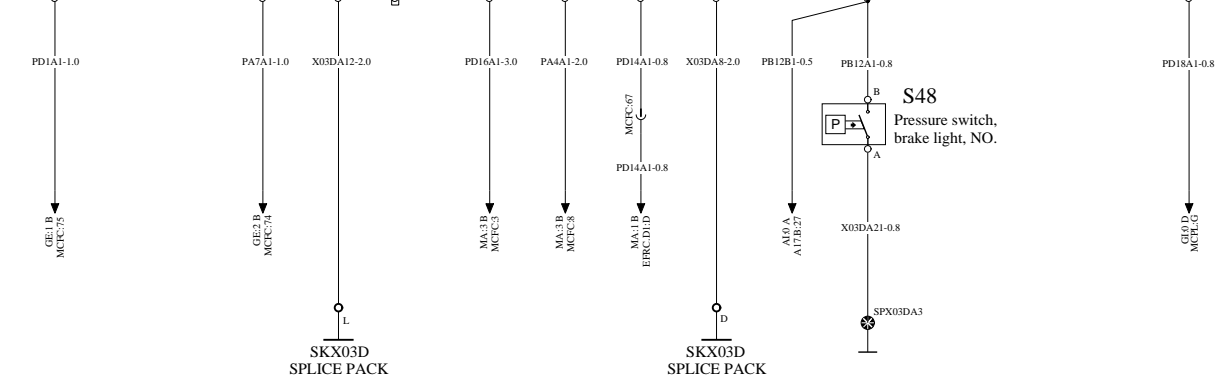 PD1A1-1.0
PA7A1-1.0
X03DA12-2.0
PD16A1-3.0
PA4A1-2.0
PD14A1-0.8
X03DA8-2.0
PB12B1-0.5
PB12A1-0.8
PD18A1-0.8
B
S48
MCFC:67
P
Pressure switch,
brake light, NO.
A
PD14A1-0.8
GE:1 B
MCFC:75
GE:2 B
MCFC:74
MA:3 B
MCFC:3
MA:3 B
MCFC:8
MA:1 B
EFRC.D1:D
AI:0 A
A17.B:27
X03DA21-0.8
GI:0 D
MCPL:G
L
D
SPX03DA3
SKX03D
SPLICE PACK
SKX03D
SPLICE PACK